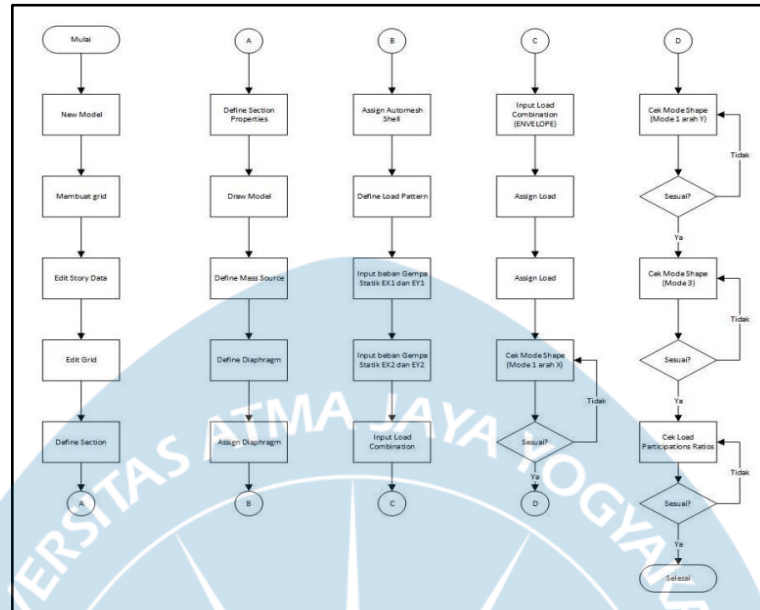 Mulai
New Model
Membuat grid
Edit Story Data
Edit Grid
Define Section
A
A
Define Section
Properties
Draw Model
Define Mass Source
Define Diaphragm
Assign Diaphragm
B
B
Assign Automesh
Shell
Define Load Pattern
Input beban Gempa
Statik EX1 dan EY1
Input beban Gempa
Statik EX2 dan EY2
Input Load
Combination
C
C
Input Load
Combination
(ENVELOPE)
Assign Load
Assign Load
Cek Mode Shape
(Mode 1 arah X)
Tidak
Sesuai?
Ya
D
D
Cek Mode Shape
(Mode 1 arah Y)
Tidak
Sesuai?
Ya
Cek Mode Shape
(Mode 3)
Tidak
Sesuai?
Ya
Cek Load
Participations Ratios
Tidak
Sesuai?
Ya
Selesai
ERSITAS ATMA JAYA YOGYAKA